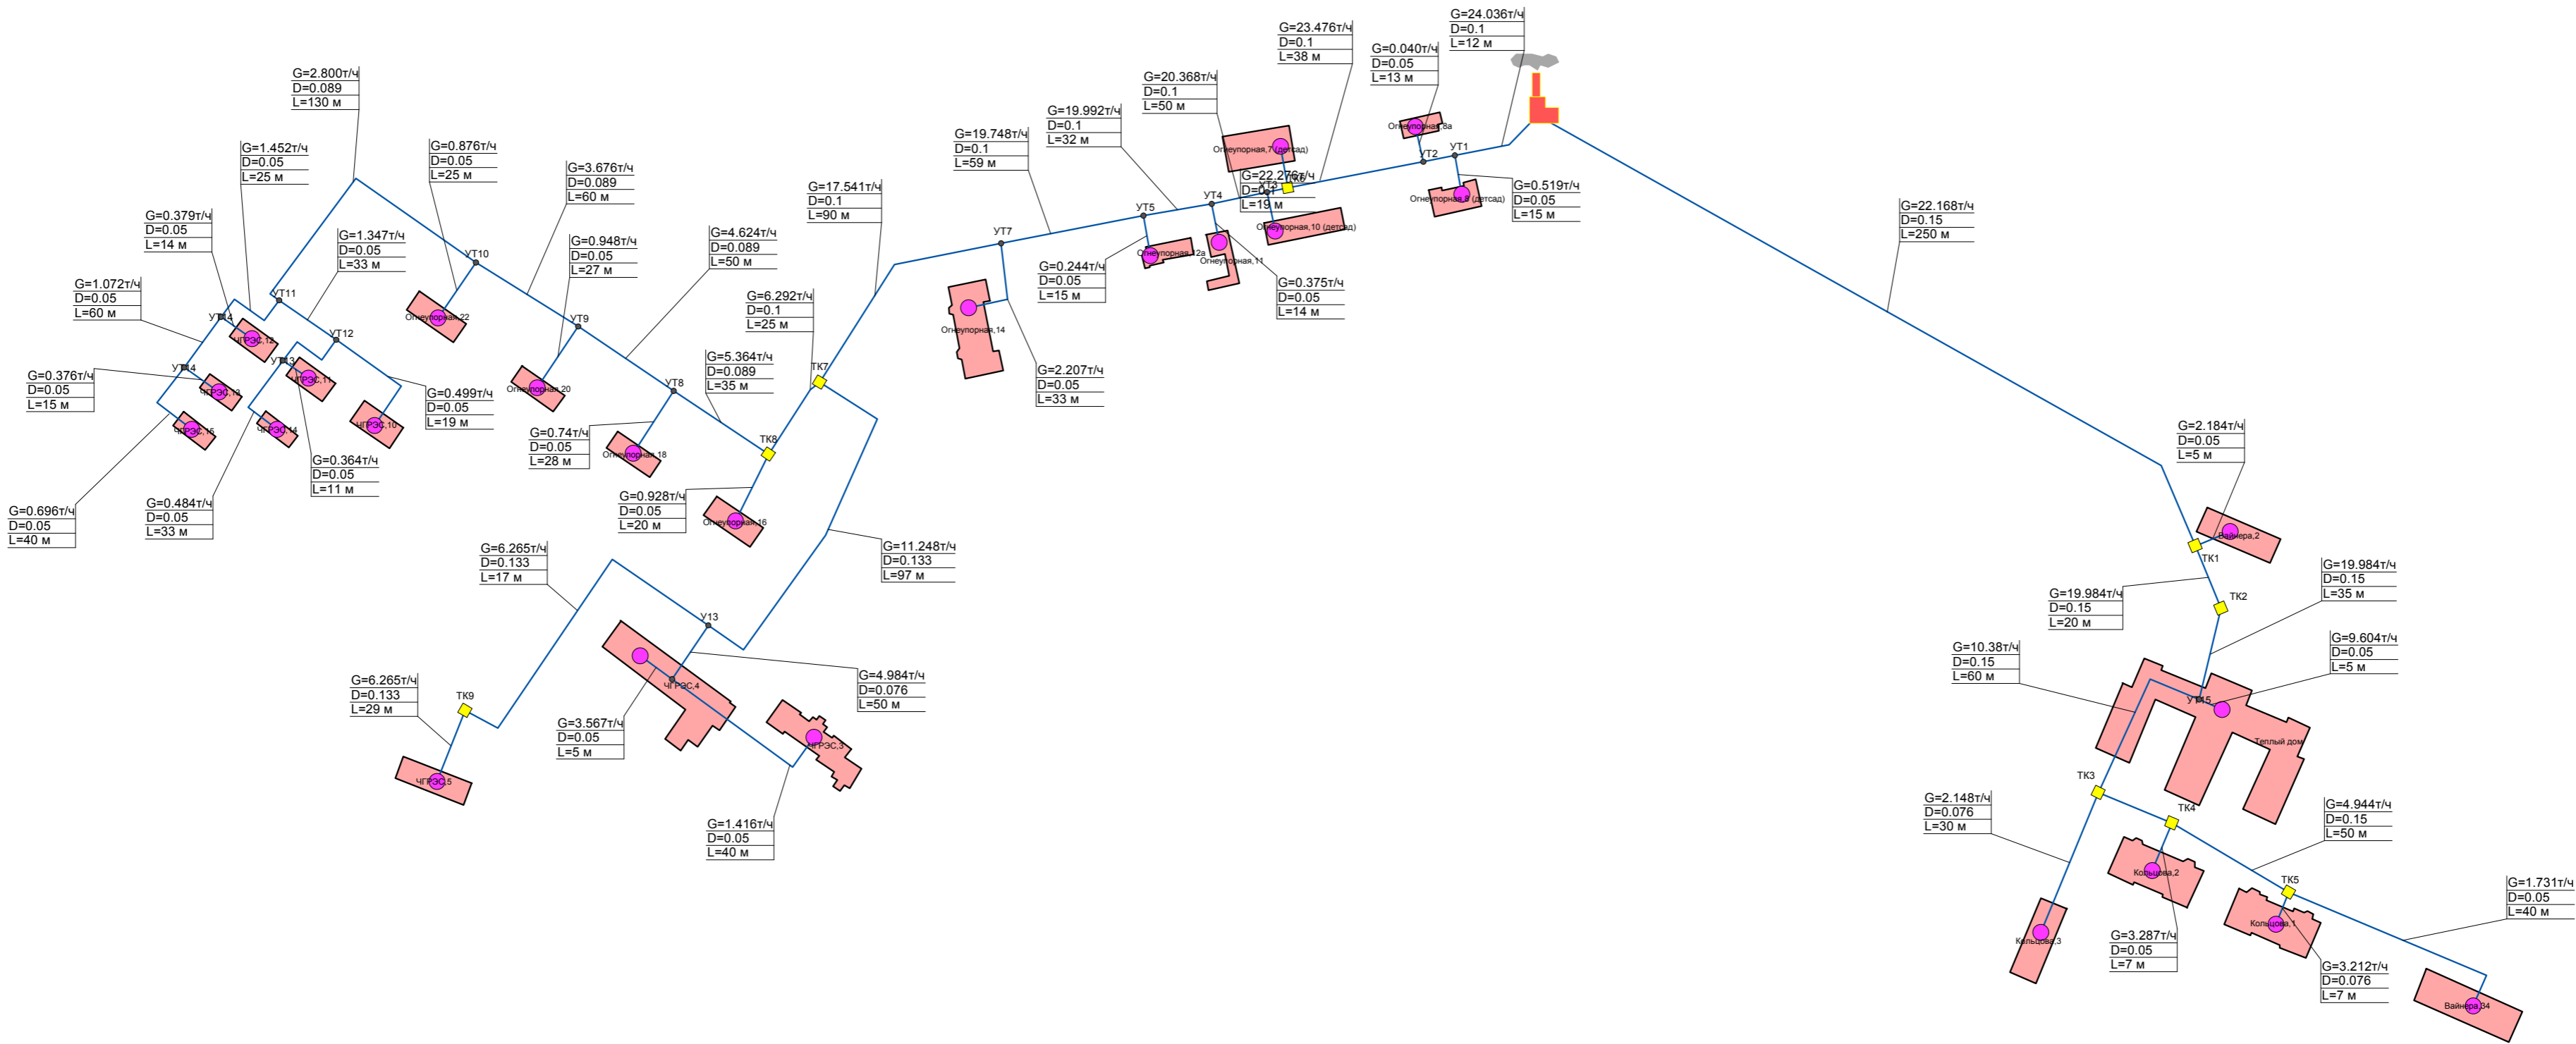 G=24.036т/ч
D=0.1
L=12 м
G=23.476т/ч
D=0.1
L=38 м
G=0.040т/ч
D=0.05
L=13 м
G=20.368т/ч
D=0.1
L=50 м
G=2.800т/ч
D=0.089
L=130 м
G=19.992т/ч
D=0.1
L=32 м
G=19.748т/ч
D=0.1
L=59 м
G=1.452т/ч
D=0.05
L=25 м
G=0.876т/ч
D=0.05
L=25 м
G=3.676т/ч
D=0.089
L=60 м
G=17.541т/ч
D=0.1
L=90 м
Огнеупорная,8а
Огнеупорная,7 (детсад)
УТ2
УТ1
G=22.276т/ч
D=0.1
L=19 м
УТ3
ТК6
Огнеупорная,9 (детсад)
G=0.519т/ч
D=0.05
L=15 м
УТ4
УТ5
УТ7
Огнеупорная,10 (детсад)
Огнеупорная,12а
Огнеупорная,11
G=0.244т/ч
D=0.05
L=15 м
G=0.375т/ч
D=0.05
L=14 м
G=22.168т/ч
D=0.15
L=250 м
G=0.379т/ч
D=0.05
L=14 м
G=1.347т/ч
D=0.05
L=33 м
G=0.948т/ч
D=0.05
L=27 м
G=4.624т/ч
D=0.089
L=50 м
УТ10
G=1.072т/ч
D=0.05
L=60 м
УТ11
G=6.292т/ч
D=0.1
L=25 м
УТ14
УТ12
Огнеупорная,22
УТ9
Огнеупорная,14
ЧГРЭС,12
G=5.364т/ч
D=0.089
L=35 м
УТ13
УТ14
ТК7
G=0.376т/ч
D=0.05
L=15 м
ЧГРЭС,11
ЧГРЭС,13
G=0.499т/ч
D=0.05
L=19 м
Огнеупорная,20
УТ8
G=2.207т/ч
D=0.05
L=33 м
ЧГРЭС,15
ЧГРЭС,14
ЧГРЭС,10
G=0.74т/ч
D=0.05
L=28 м
Огнеупорная,18
ТК8
G=0.364т/ч
D=0.05
L=11 м
G=2.184т/ч
D=0.05
L=5 м
G=0.696т/ч
D=0.05
L=40 м
G=0.484т/ч
D=0.05
L=33 м
G=0.928т/ч
D=0.05
L=20 м
Огнеупорная,16
Вайнера,2
ТК1
G=6.265т/ч
D=0.133
L=17 м
G=11.248т/ч
D=0.133
L=97 м
G=19.984т/ч
D=0.15
L=35 м
G=19.984т/ч
D=0.15
L=20 м
ТК2
У13
G=10.38т/ч
D=0.15
L=60 м
G=9.604т/ч
D=0.05
L=5 м
G=6.265т/ч
D=0.133
L=29 м
ТК9
ЧГРЭС,4
G=4.984т/ч
D=0.076
L=50 м
УТ15
G=3.567т/ч
D=0.05
L=5 м
ЧГРЭС,3
Теплый дом
ЧГРЭС,5
ТК3
G=2.148т/ч
D=0.076
L=30 м
ТК4
G=4.944т/ч
D=0.15
L=50 м
G=1.416т/ч
D=0.05
L=40 м
Кольцова,2
ТК5
G=1.731т/ч
D=0.05
L=40 м
Кольцова,1
Кольцова,3
G=3.287т/ч
D=0.05
L=7 м
G=3.212т/ч
D=0.076
L=7 м
Вайнера,34